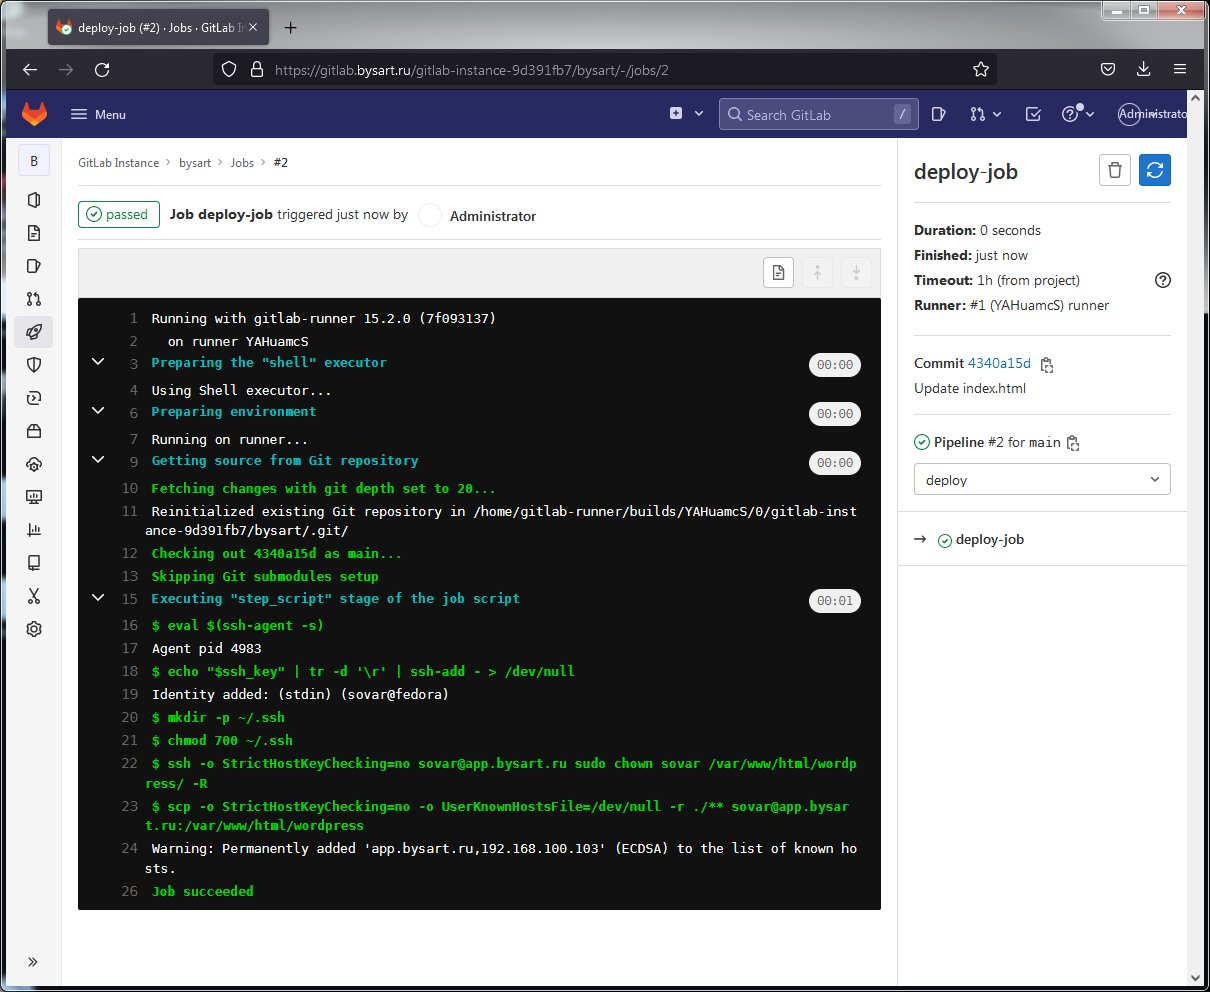 deploy-job (#2) · Jobs · GitLab
https://gitlab.bysart.ru/gitlab-instance-9d391fb7/bysart/-/jobs/2
Menu
Search GitLab
/
Administrato
B
GitLab Instance > bysart > Jobs > #2
passed Job deploy-job triggered just now by Administrator
1 Running with gitlab-runner 15.2.0 (7f093137)
2 on runner YAHuamcS
3 Preparing the "shell" executor 00:00
4 Using Shell executor...
6 Preparing environment 00:00
7 Running on runner...
9 Getting source from Git repository 00:00
10 Fetching changes with git depth set to 20...
11 Reinitialized existing Git repository in /home/gitlab-runner/builds/YAHuamcS/0/gitlab-inst
ance-9d391fb7/bysart/.git/
12 Checking out 4340a15d as main...
13 Skipping Git submodules setup
15 Executing "step_script" stage of the job script 00:01
16 $ eval $(ssh-agent -s)
17 Agent pid 4983
18 $ echo "$ssh_key" | tr -d '\r' | ssh-add - > /dev/null
19 Identity added: (stdin) (sovar@fedora)
20 $ mkdir -p ~/.ssh
21 $ chmod 700 ~/.ssh
22 $ ssh -o StrictHostKeyChecking=no sovar@app.bysart.ru sudo chown sovar /var/www/html/wordp
ress/ -R
23 $ scp -o StrictHostKeyChecking=no -o UserKnownHostsFile=/dev/null -r ./** sovar@app.bysar
t.ru:/var/www/html/wordpress
24 Warning: Permanently added 'app.bysart.ru,192.168.100.103' (ECDSA) to the list of known ho
sts.
26 Job succeeded
deploy-job
Duration: 0 seconds
Finished: just now
Timeout: 1h (from project)
Runner: #1 (YAHuamcS) runner
Commit 4340a15d
Update index.html
Pipeline #2 for main
deploy
→ deploy-job